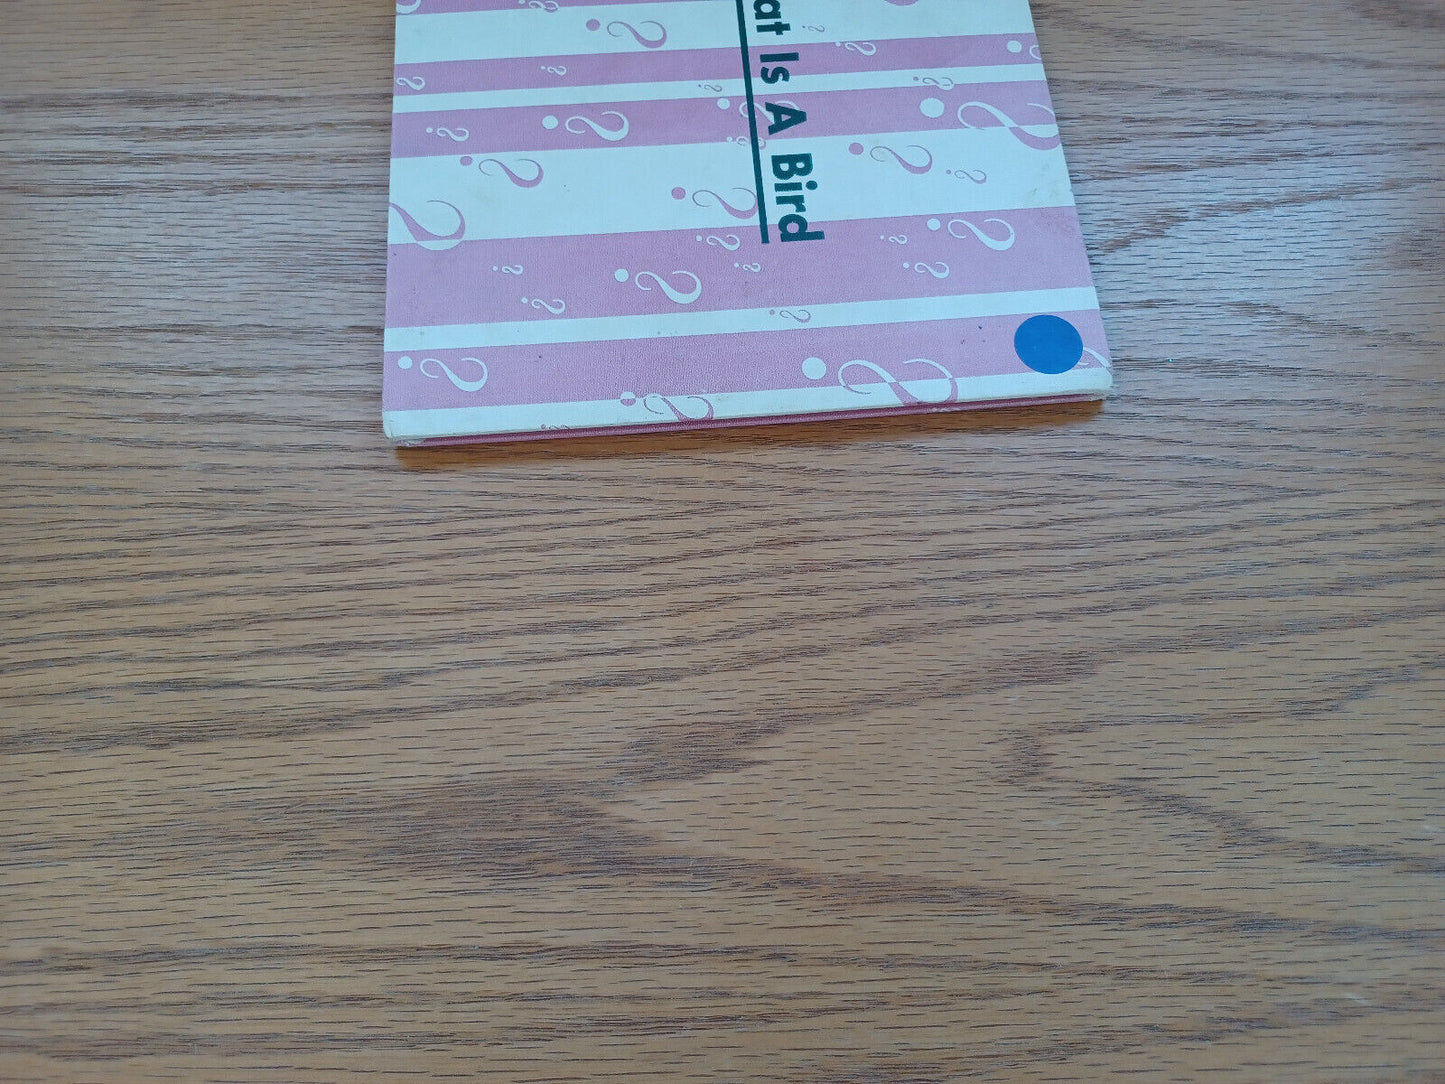 at Is A Bird